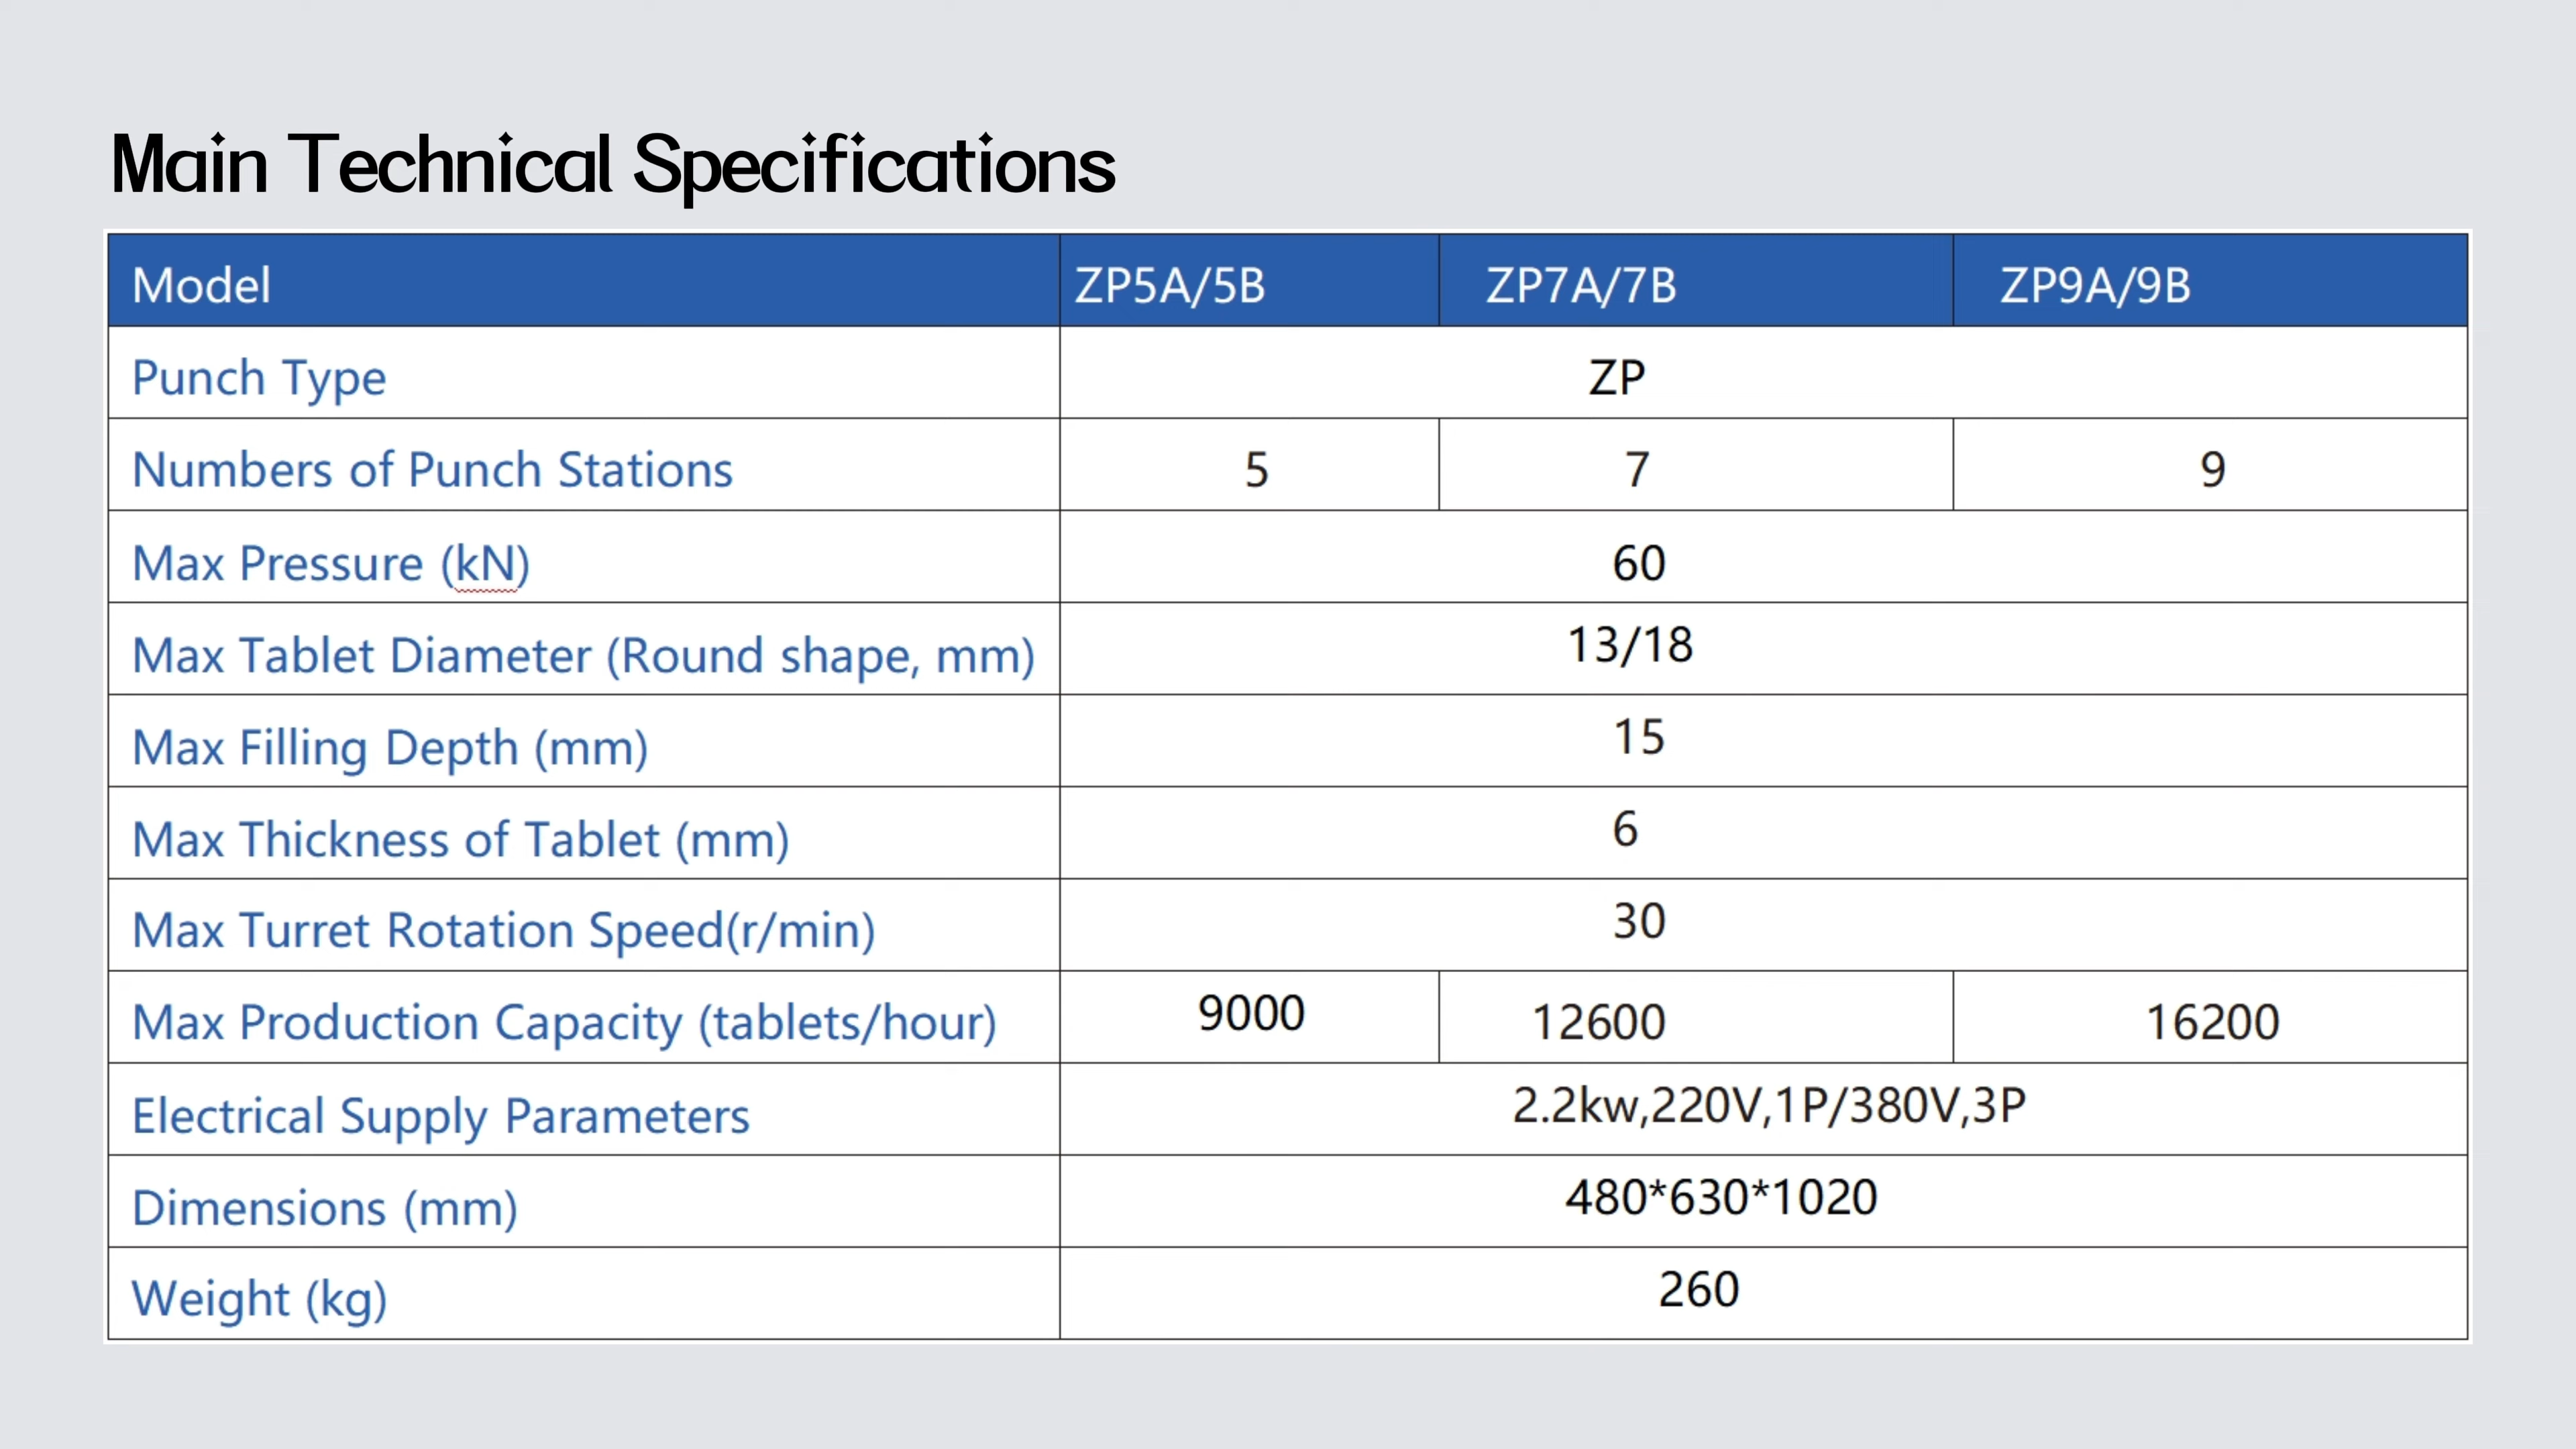 Main Technical Specifications
Model ZP5A/5B ZP7A/7B ZP9A/9B
Punch Type ZP
Numbers of Punch Stations 5 7 9
Max Pressure (kN) 60
Max Tablet Diameter (Round shape, mm) 13/18
Max Filling Depth (mm) 15
Max Thickness of Tablet (mm) 6
Max Turret Rotation Speed(r/min) 30
Max Production Capacity (tablets/hour) 9000 12600 16200
Electrical Supply Parameters 2.2kw,220V,1P/380V,3P
Dimensions (mm) 480*630*1020
Weight (kg) 260